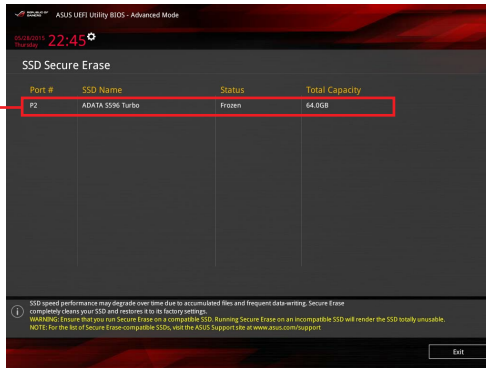 REPUBLIC OF GAMERS ASUS UEFI Utility BIOS - Advanced Mode
05/28/2015
Thursday 22:45
SSD Secure Erase
Port # SSD Name Status Total Capacity
P2 ADATA S596 Turbo Frozen 64.0GB
SSD speed performance may degrade over time due to accumulated files and frequent data-writing. Secure Erase
completely cleans your SSD and restores it to its factory settings.
WARNING: Ensure that you run Secure Erase on a compatible SSD. Running Secure Erase on an incompatible SSD will render the SSD totally unusable.
NOTE: For the list of Secure Erase-compatible SSDs, visit the ASUS Support site at www.asus.com/support
Exit